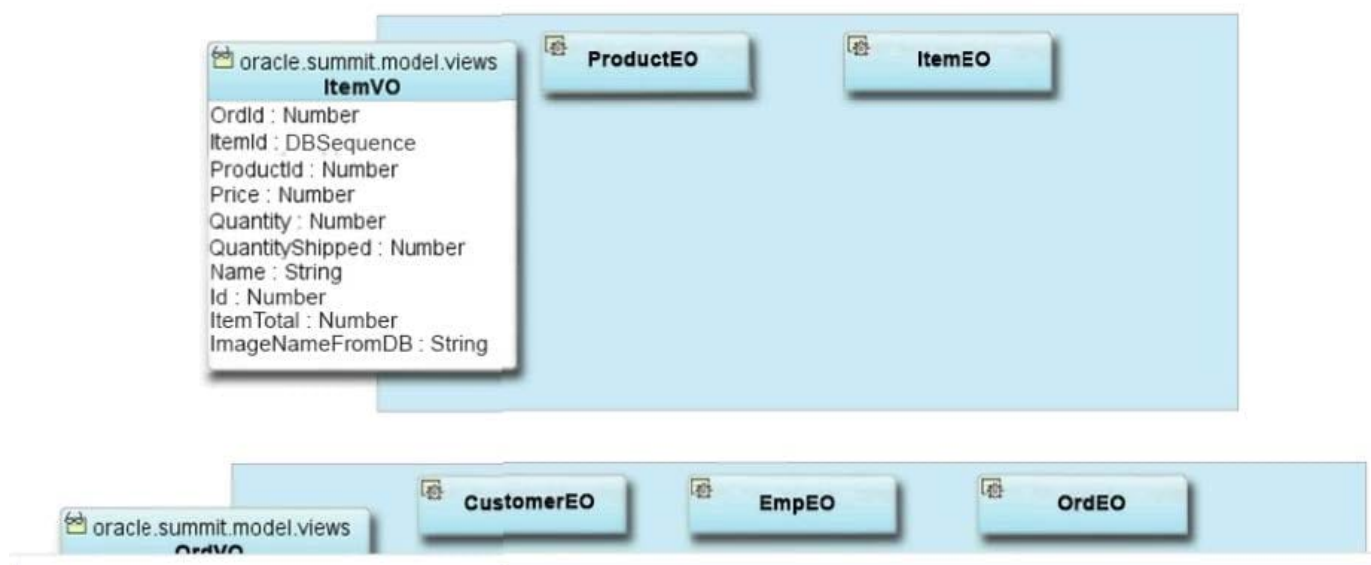 oracle.summit.model.views
ItemVO
OrdId : Number
ItemId : DBSequence
ProductId : Number
Price : Number
Quantity : Number
QuantityShipped : Number
Name : String
Id : Number
ItemTotal : Number
ImageNameFromDB : String
ProductEO
ItemEO
oracle.summit.model.views
OrdVO
CustomerEO
EmpEO
OrdEO